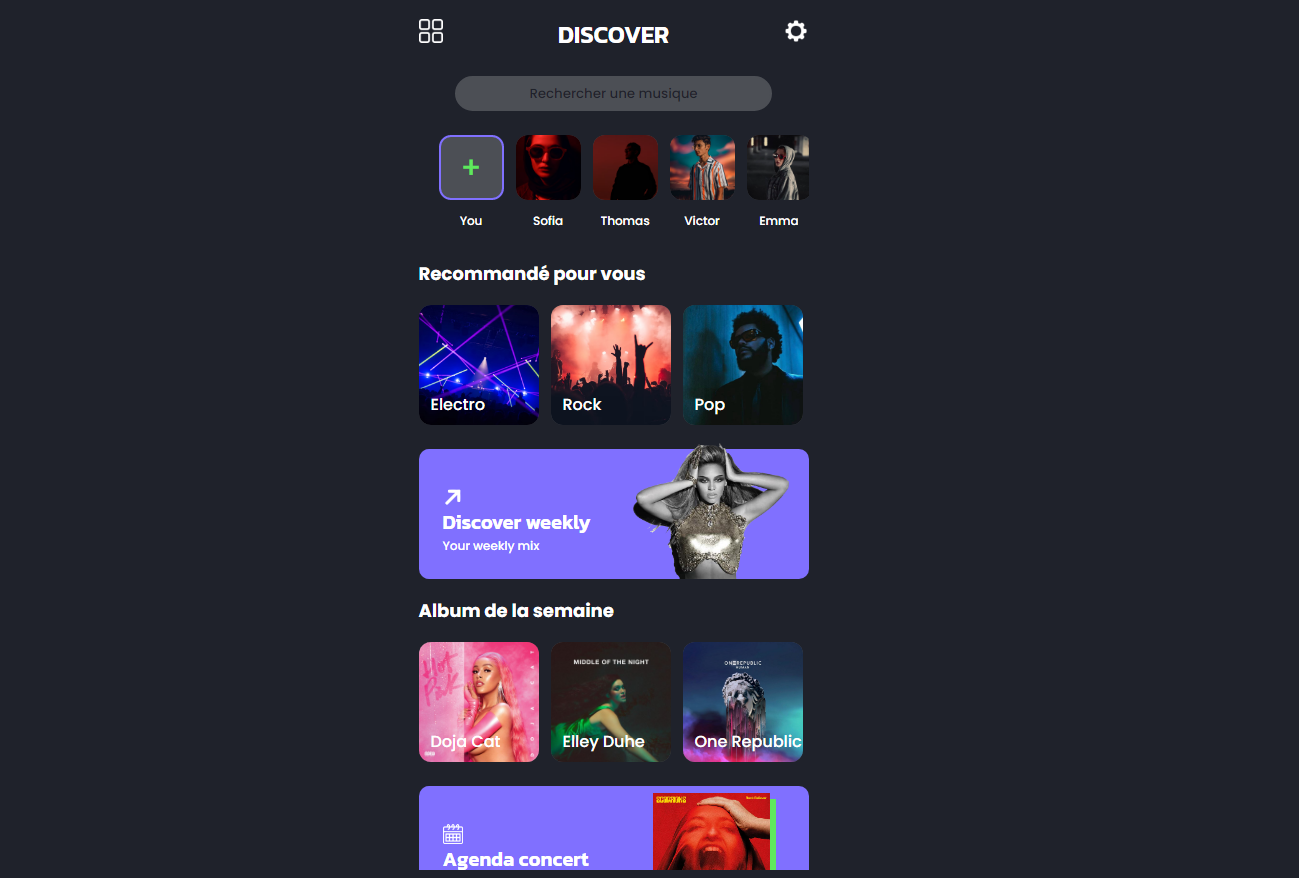 DISCOVER
Rechercher une musique
You
Sofia
Thomas
Victor
Emma
Recommandé pour vous
Electro
Rock
Pop
Discover weekly
Your weekly mix
Album de la semaine
Hot
Pink
MIDDLE OF THE NIGHT
ONEREPUBLIC
HUMAN
Doja Cat
Elley Duhe
One Republic
SCORPIONS
Agenda concert